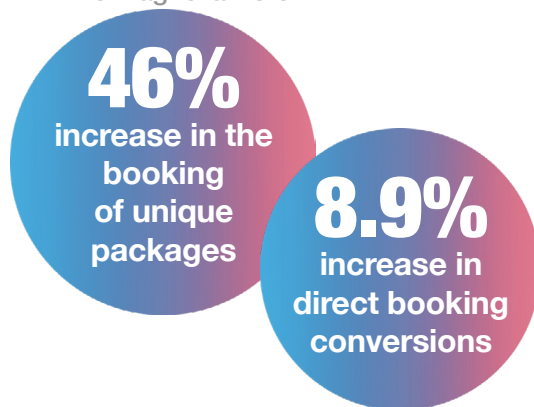 46%
increase in the
booking
of unique
packages
8.9%
increase in
direct booking
conversions